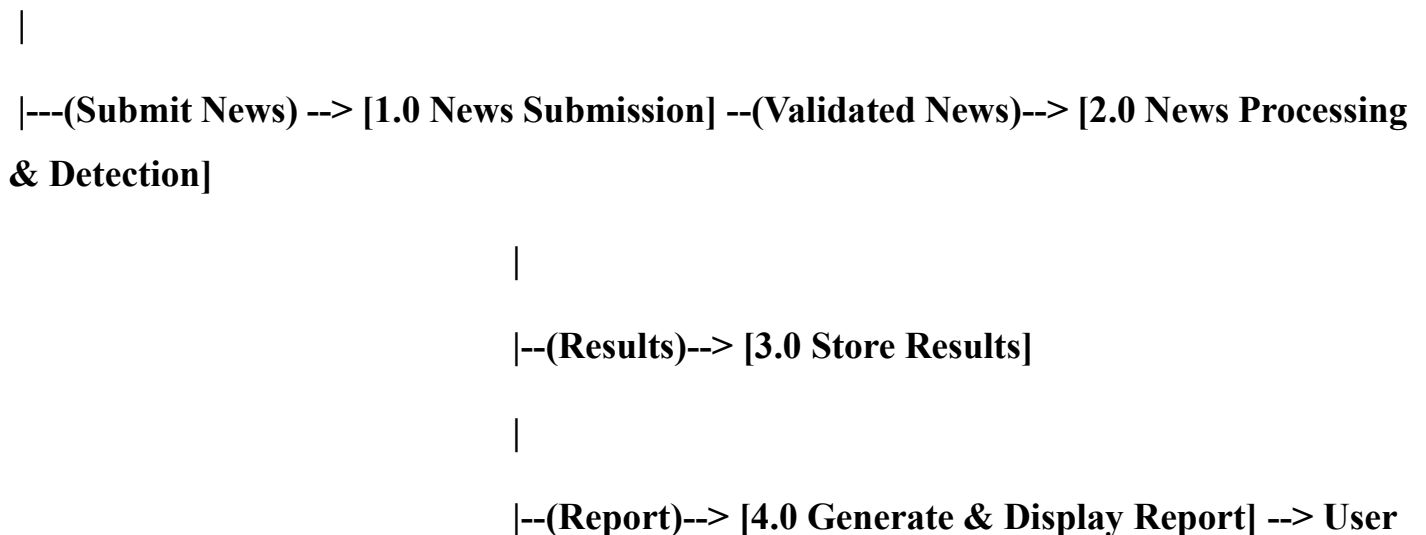 |
|---(Submit News) --> [1.0 News Submission] --(Validated News)--> [2.0 News Processing
& Detection]
|
|--(Results)--> [3.0 Store Results]
|
|--(Report)--> [4.0 Generate & Display Report] --> User